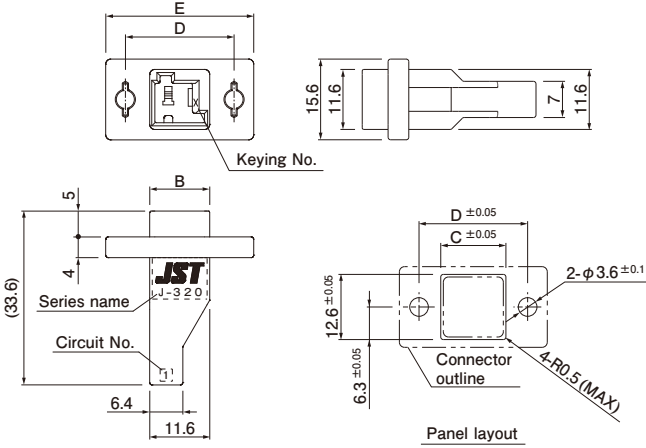 E
D
15.6
11.6
7
11.6
X
Keying No.
B
5
4
(33.6)
JST
J-320
Series name
Circuit No.
1
6.4
11.6
D ±0.05
C ±0.05
2-φ3.6 ±0.1
12.6 ±0.05
6.3 ±0.05
Connector
outline
4-R0.5 (MAX)
Panel layout